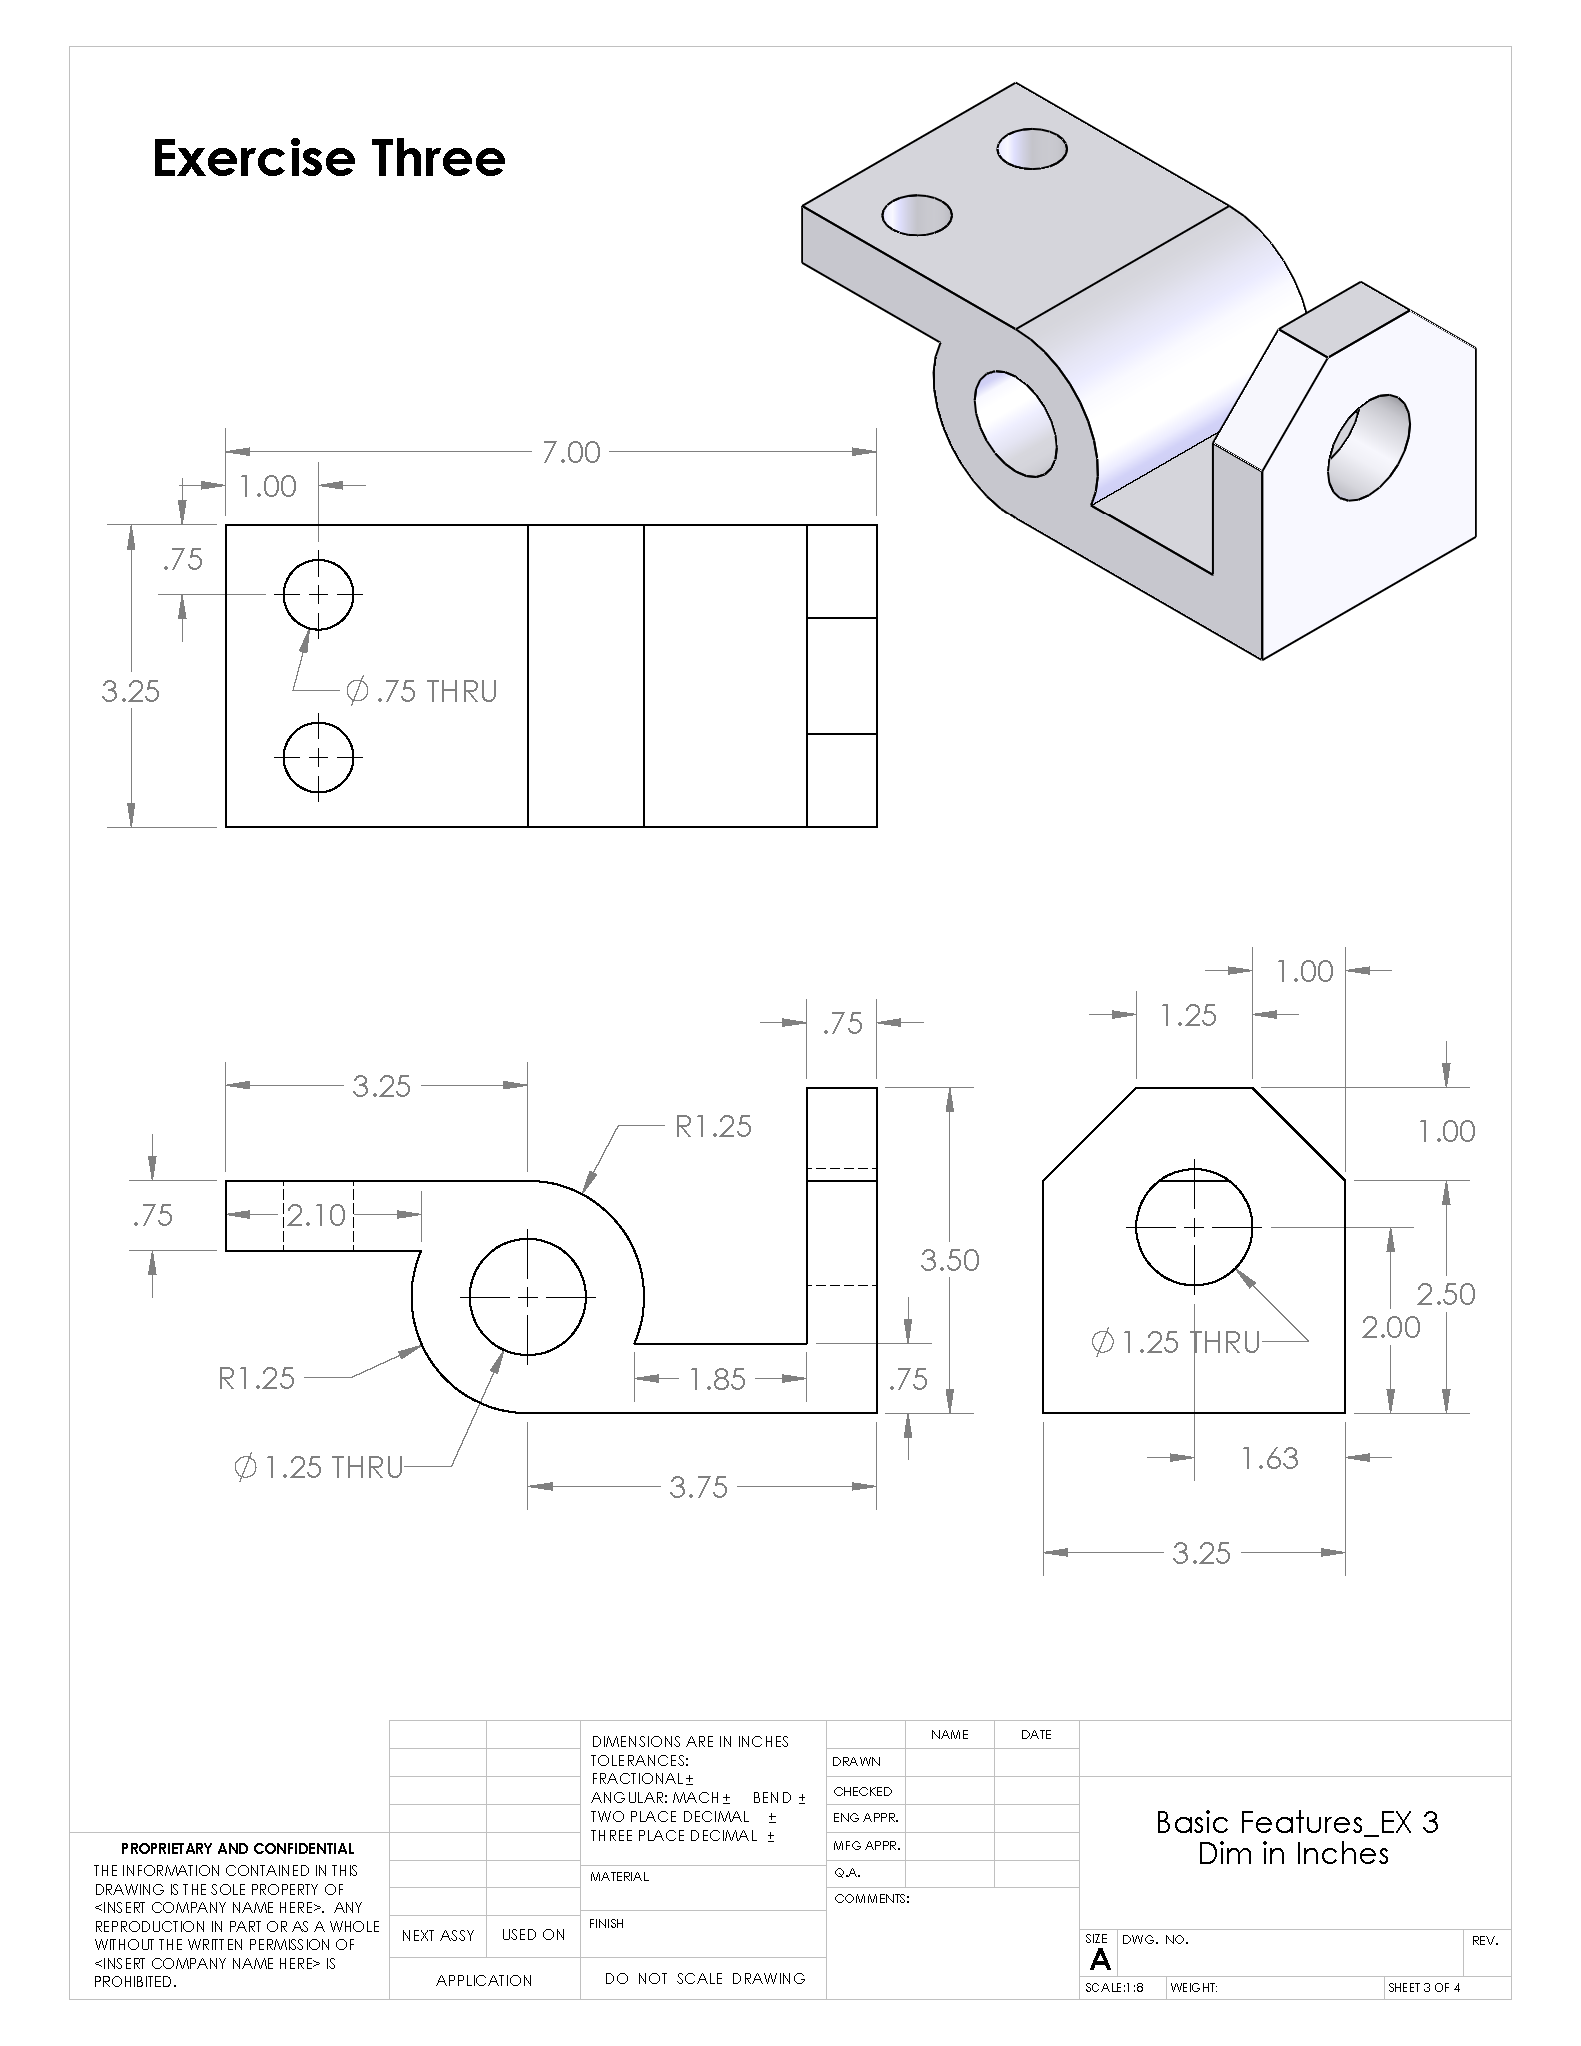 Exercise Three
7.00
1.00
.75
3.25
Ø .75 THRU
1.00
1.25
.75
3.25
R1.25
1.00
.75
2.10
3.50
2.50
2.00
Ø 1.25 THRU
R1.25
1.85
.75
Ø 1.25 THRU
1.63
3.75
3.25
PROPRIETARY AND CONFIDENTIAL
THE INFORMATION CONTAINED IN THIS
DRAWING IS THE SOLE PROPERTY OF
<INSERT COMPANY NAME HERE>. ANY
REPRODUCTION IN PART OR AS A WHOLE
WITHOUT THE WRITTEN PERMISSION OF
<INSERT COMPANY NAME HERE> IS
PROHIBITED.
NEXT ASSY
USED ON
APPLICATION
DIMENSIONS ARE IN INCHES
TOLERANCES:
FRACTIONAL±
ANGULAR: MACH± BEND ±
TWO PLACE DECIMAL ±
THREE PLACE DECIMAL ±
MATERIAL
FINISH
DO NOT SCALE DRAWING
NAME
DATE
DRAWN
CHECKED
ENG APPR.
MFG APPR.
Q.A.
COMMENTS:
Basic Features_EX 3
Dim in Inches
SIZE
A
DWG. NO.
REV.
SCALE:1:8
WEIGHT:
SHEET 3 OF 4